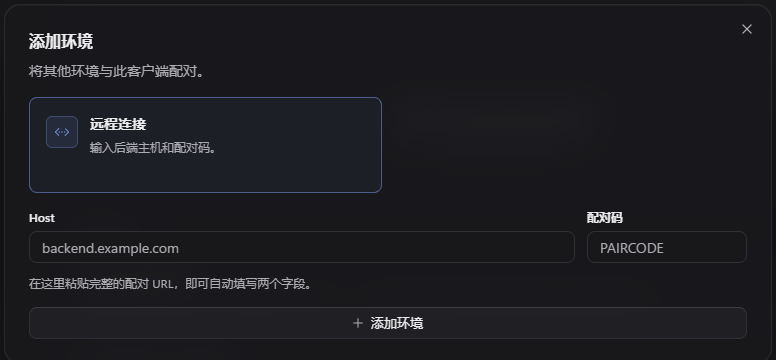 添加环境
将其他环境与此客户端配对。
远程连接
输入后端主机和配对码。
Host
配对码
backend.example.com
PAIRCODE
在这里粘贴完整的配对 URL，即可自动填写两个字段。
+ 添加环境